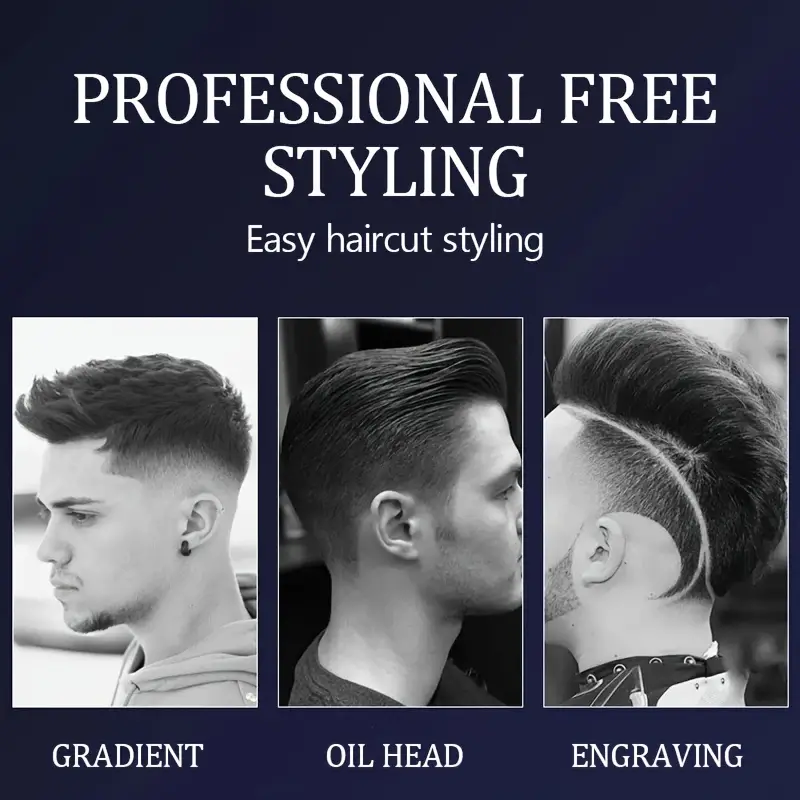 PROFESSIONAL FREE
STYLING
Easy haircut styling
GRADIENT
OIL HEAD
ENGRAVING